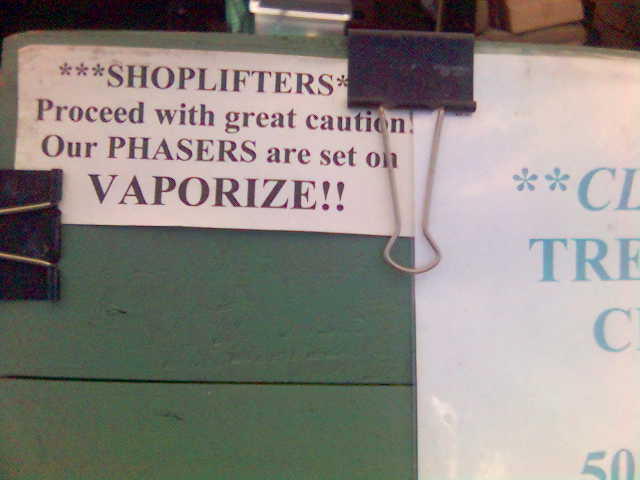 ***SHOPLIFTERS*
Proceed with great caution.
Our PHASERS are set on
VAPORIZE!!
**CL
TRE
C
50